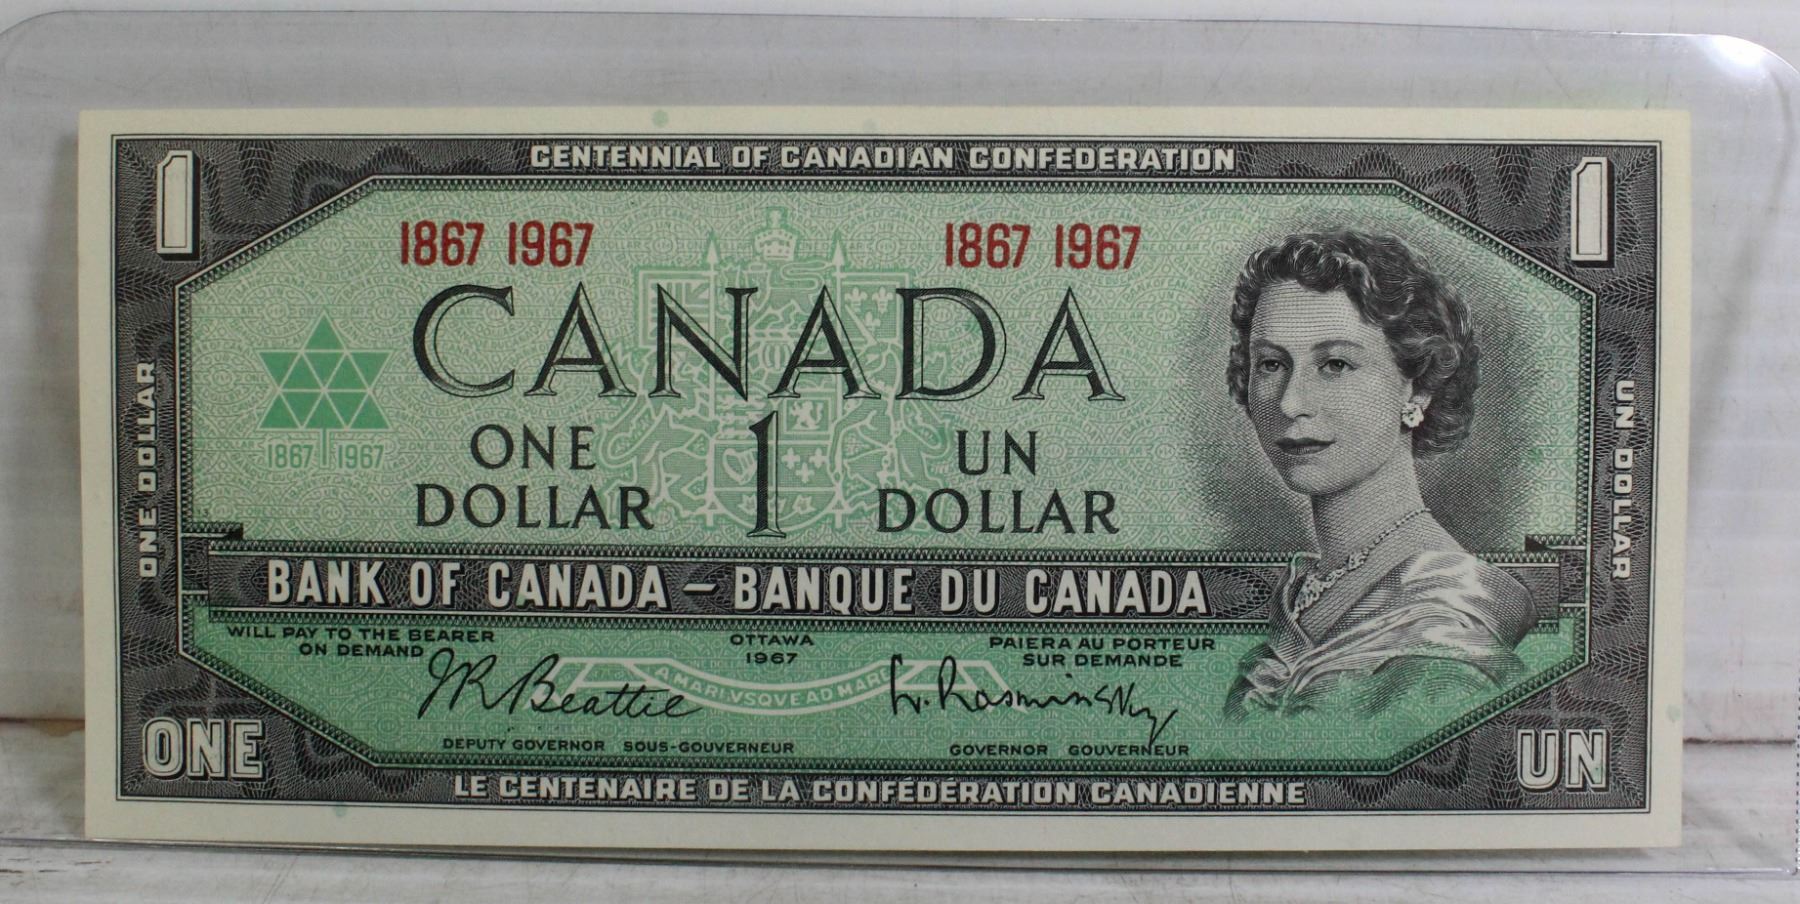 CENTENNIAL OF CANADIAN CONFEDERATION
1 1
1867 1967 1867 1967
CANADA
1867 1967
ONE 1 UN
DOLLAR DOLLAR
ONE DOLLAR
UN DOLLAR
BANK OF CANADA – BANQUE DU CANADA
WILL PAY TO THE BEARER
ON DEMAND
OTTAWA
1967
PAIERA AU PORTEUR
SUR DEMANDE
A MARI VSQVE AD MARE
JR Beattie
L. Rasminsky
DEPUTY GOVERNOR SOUS-GOUVERNEUR
GOVERNOR GOUVERNEUR
ONE UN
LE CENTENAIRE DE LA CONFÉDÉRATION CANADIENNE